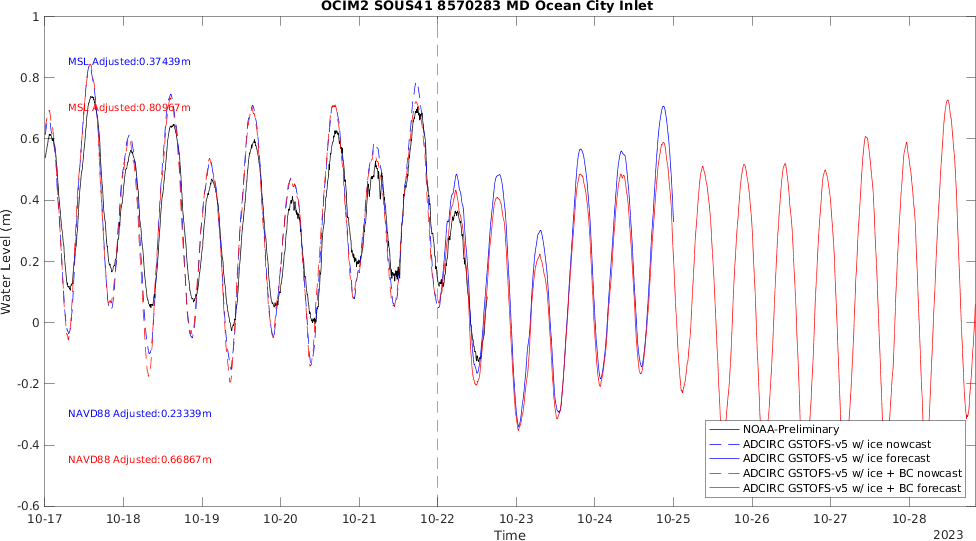 OCIM2 SOUS41 8570283 MD Ocean City Inlet
1
0.8
0.6
0.4
0.2
0
-0.2
-0.4
-0.6
Water Level (m)
MSL Adjusted:0.37439m
MSL Adjusted:0.80967m
NAVD88 Adjusted:0.23339m
NAVD88 Adjusted:0.66867m
NOAA-Preliminary
ADCIRC GSTOFS-v5 w/ ice nowcast
ADCIRC GSTOFS-v5 w/ ice forecast
ADCIRC GSTOFS-v5 w/ ice + BC nowcast
ADCIRC GSTOFS-v5 w/ ice + BC forecast
10-17 10-18 10-19 10-20 10-21 10-22 10-23 10-24 10-25 10-26 10-27 10-28
Time
2023